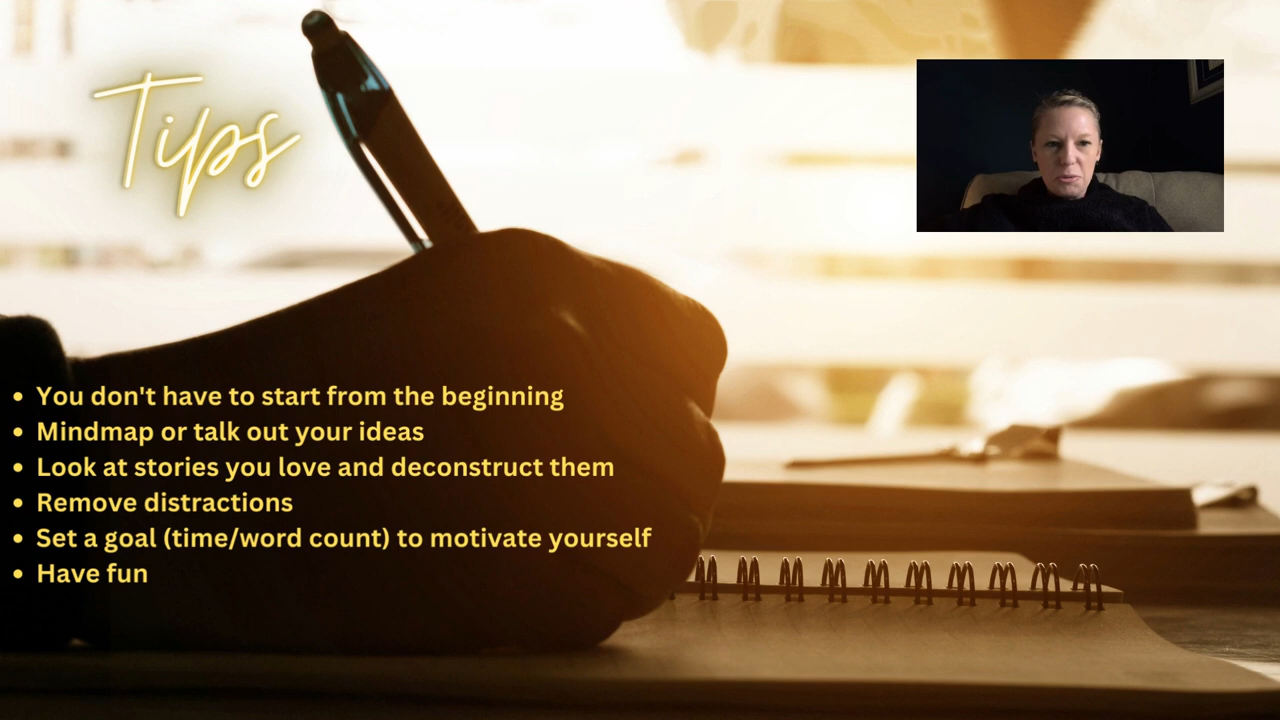 Tips
• You don't have to start from the beginning
• Mindmap or talk out your ideas
• Look at stories you love and deconstruct them
• Remove distractions
• Set a goal (time/word count) to motivate yourself
• Have fun